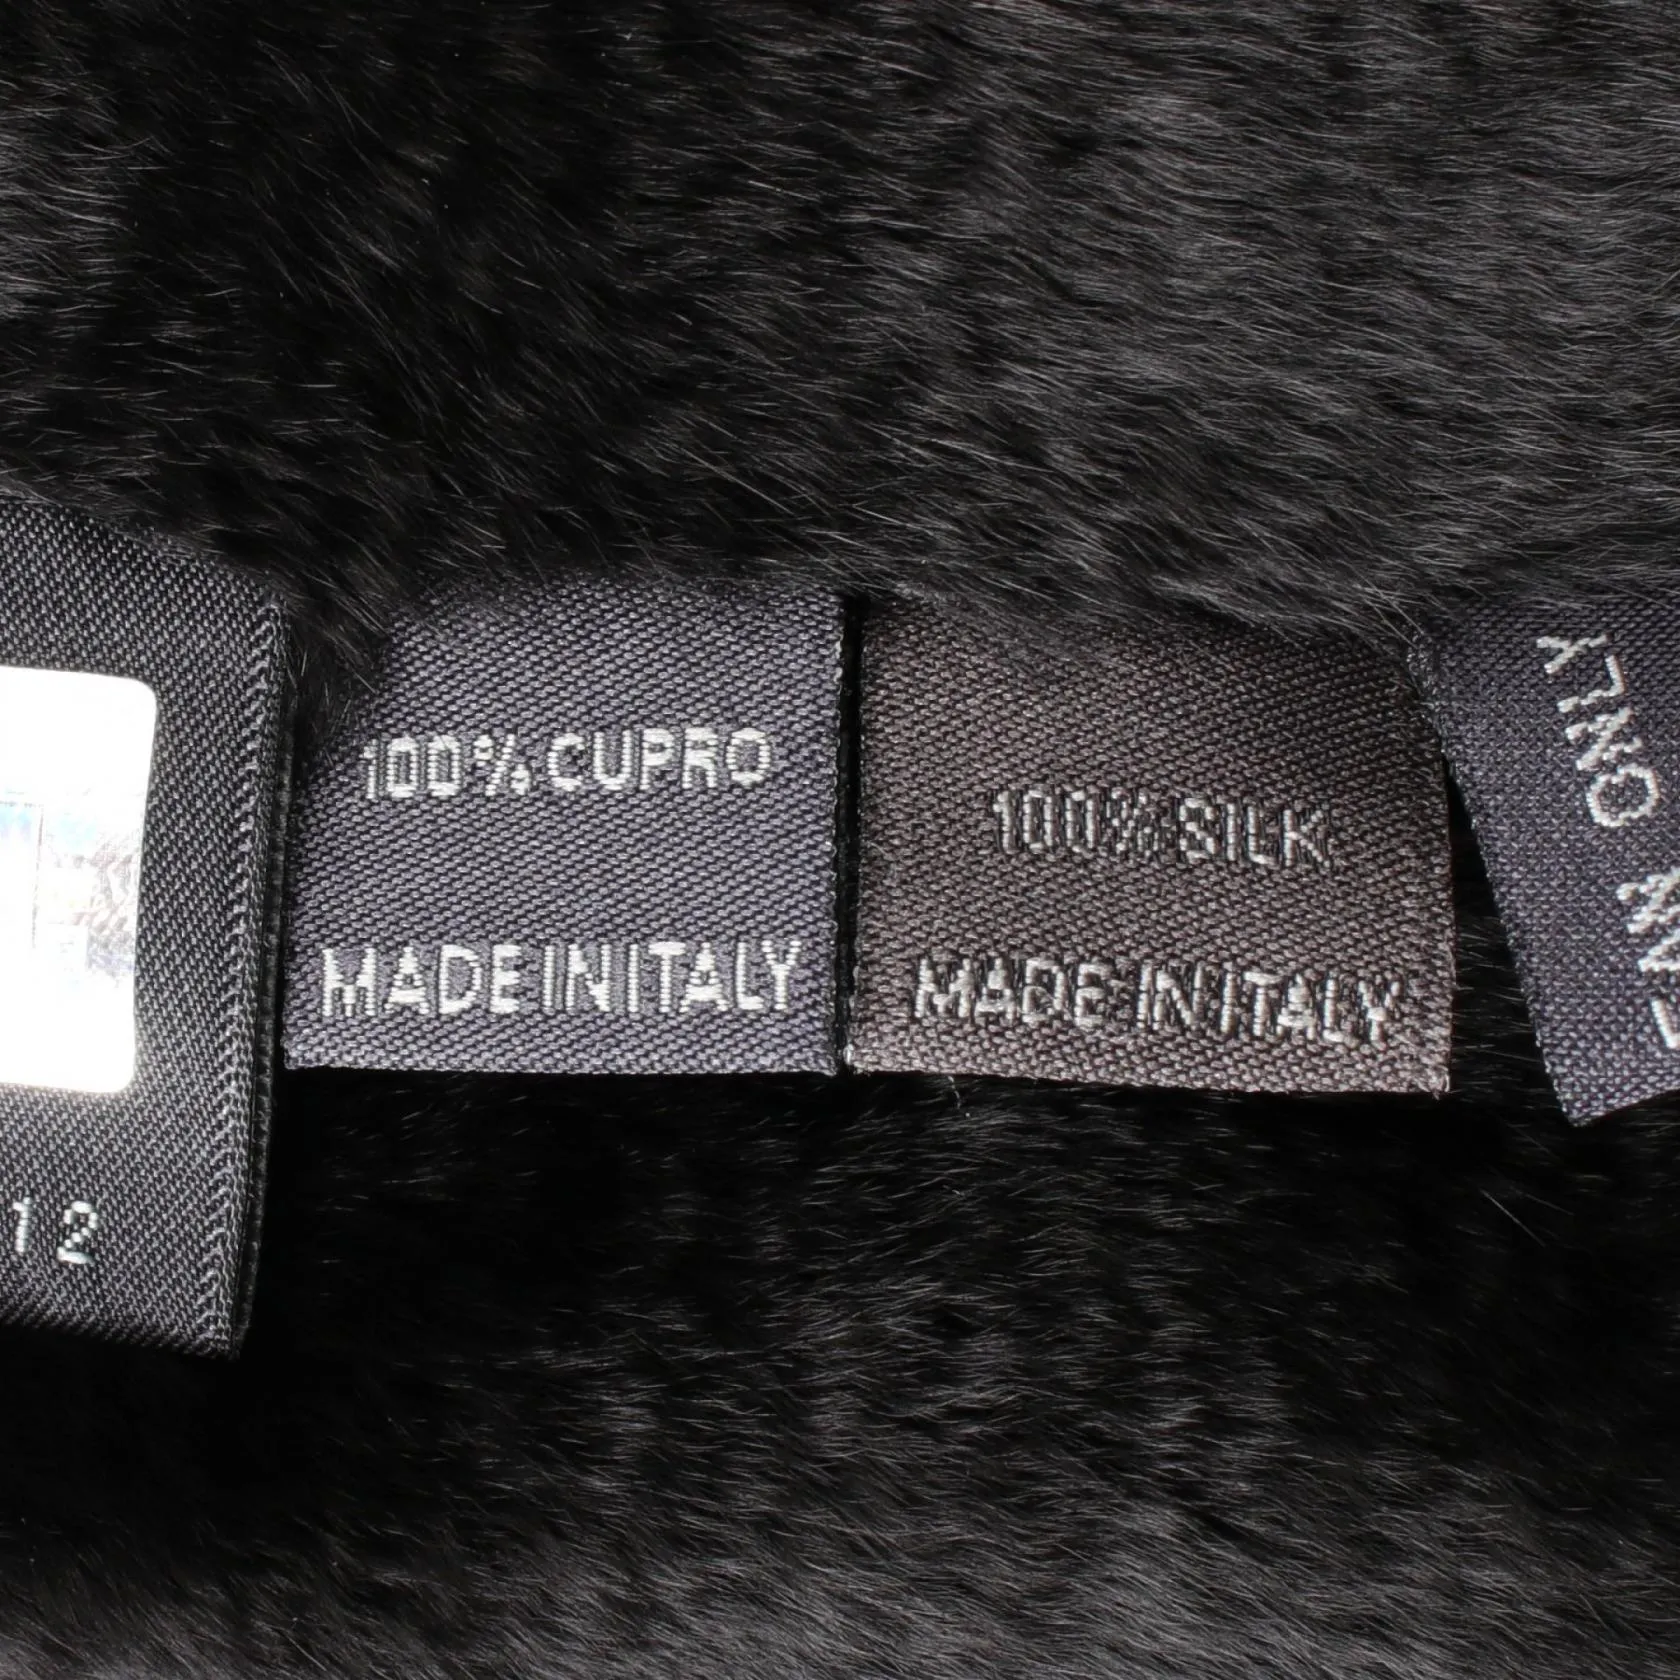 12
100% CUPRO
MADE IN ITALY
100% SILK
MADE IN ITALY
ONLY